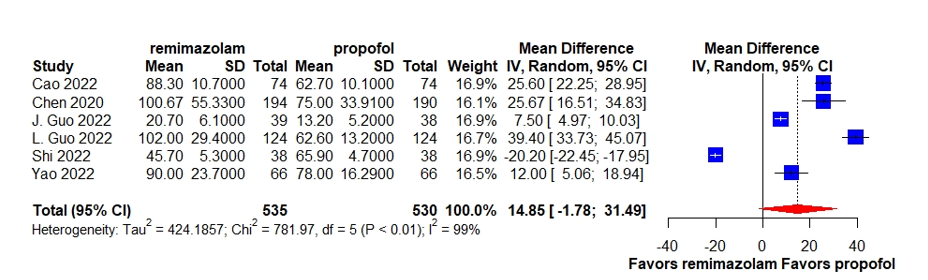 remimazolam propofol Mean Difference Mean Difference
Study Mean SD Total Mean SD Total Weight IV, Random, 95% CI IV, Random, 95% CI
Cao 2022 88.30 10.7000 74 62.70 10.1000 74 16.9% 25.60 [ 22.25; 28.95]
Chen 2020 100.67 55.3300 194 75.00 33.9100 190 16.1% 25.67 [ 16.51; 34.83]
J. Guo 2022 20.70 6.1000 39 13.20 5.2000 38 16.9% 7.50 [ 4.97; 10.03]
L. Guo 2022 102.00 29.4000 124 62.60 13.2000 124 16.7% 39.40 [ 33.73; 45.07]
Shi 2022 45.70 5.3000 38 65.90 4.7000 38 16.9% -20.20 [-22.45; -17.95]
Yao 2022 90.00 23.7000 66 78.00 16.2900 66 16.5% 12.00 [ 5.06; 18.94]
Total (95% CI) 535 530 100.0% 14.85 [ -1.78; 31.49]
Heterogeneity: Tau² = 424.1857; Chi² = 781.97, df = 5 (P < 0.01); I² = 99%
-40 -20 0 20 40
Favors remimazolam Favors propofol